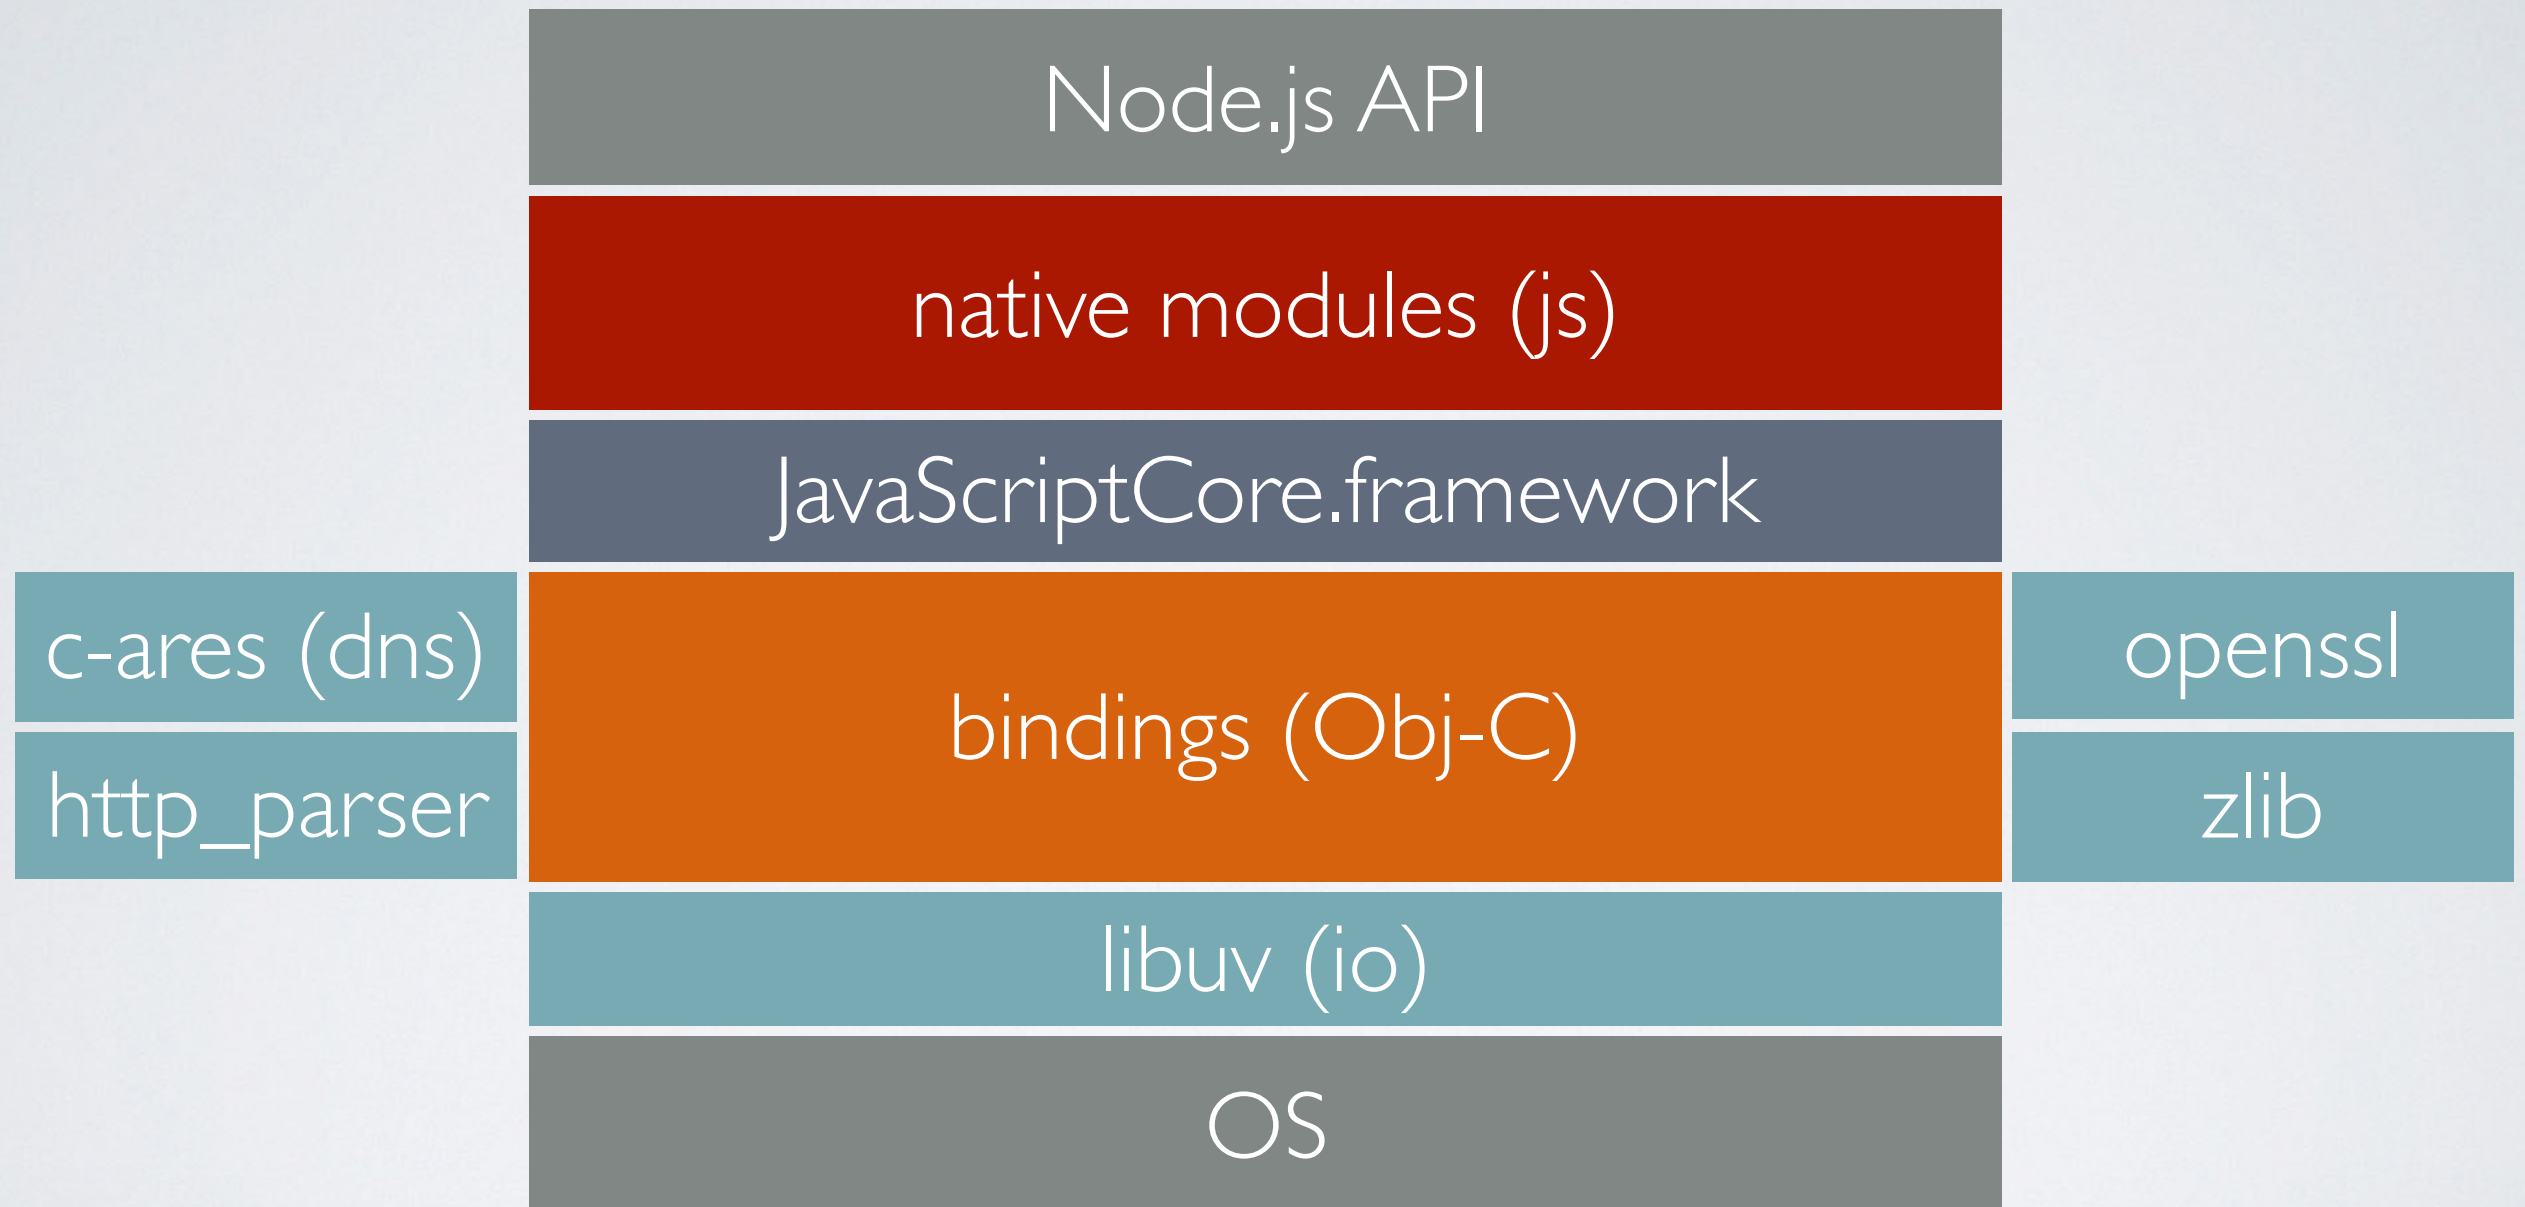 Node.js API
native modules (js)
JavaScriptCore.framework
c-ares (dns)
http_parser
bindings (Obj-C)
openssl
zlib
libuv (io)
OS